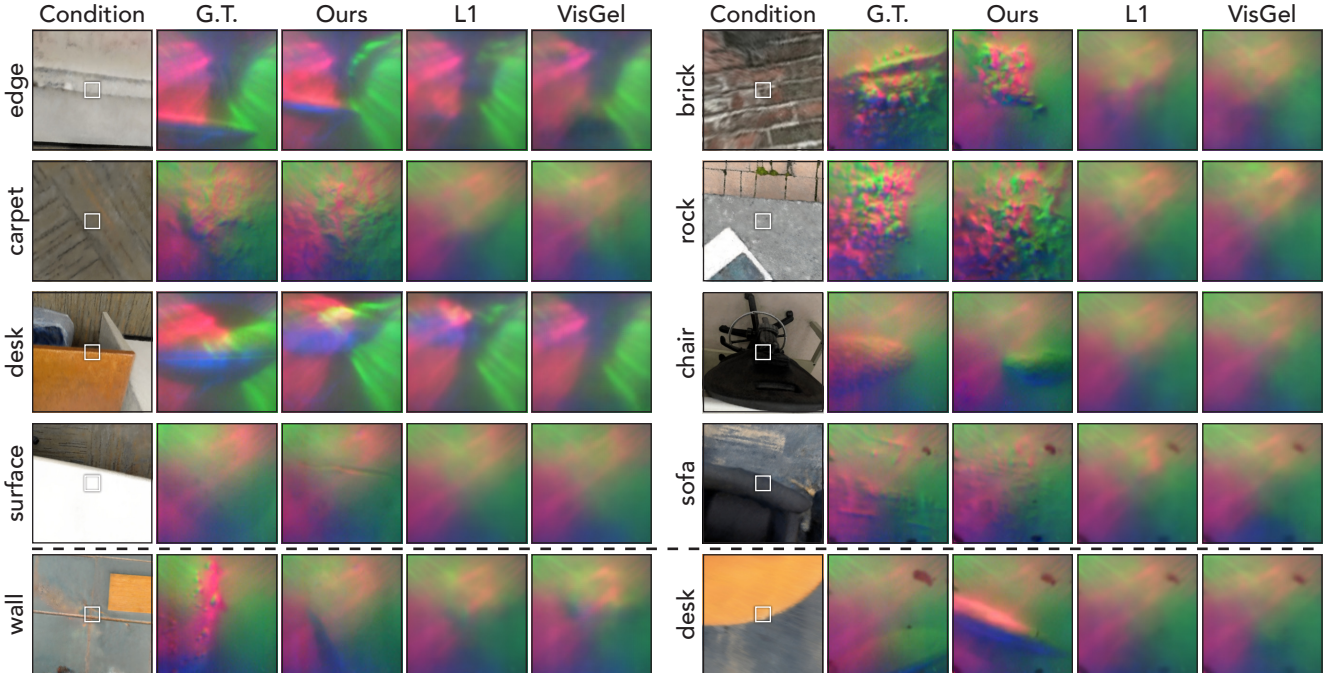 Condition G.T. Ours L1 VisGel Condition G.T. Ours L1 VisGel
edge brick
carpet rock
desk chair
surface sofa
wall desk